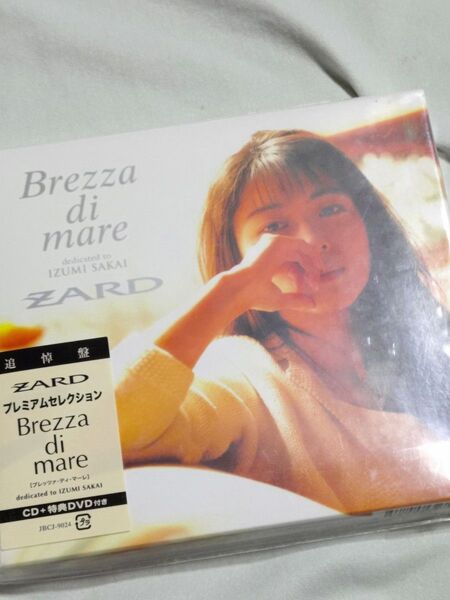 Brezza
di
mare
dedicated to
IZUMI SAKAI
ZARD
追悼盤
ZARD
プレミアムセレクション
Brezza
di
mare
[ブレッツァ・ディ・マーレ]
dedicated to IZUMI SAKAI
CD+特典DVD付き
JBCJ-9024